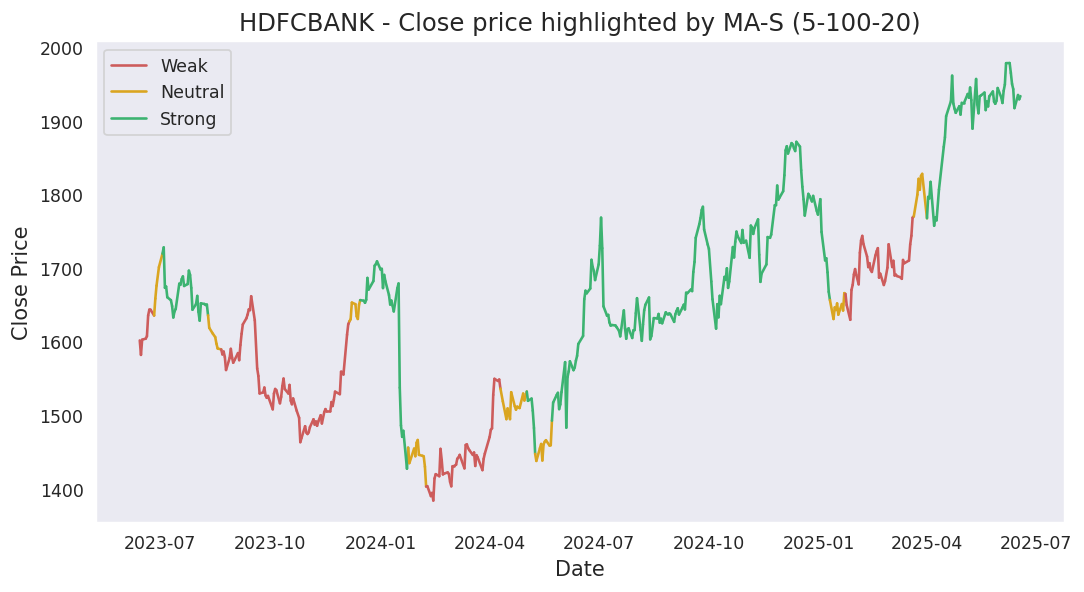 HDFCBANK - Close price highlighted by MA-S (5-100-20)
Weak
Neutral
Strong
Close Price
2000
1900
1800
1700
1600
1500
1400
2023-07 2023-10 2024-01 2024-04 2024-07 2024-10 2025-01 2025-04 2025-07
Date